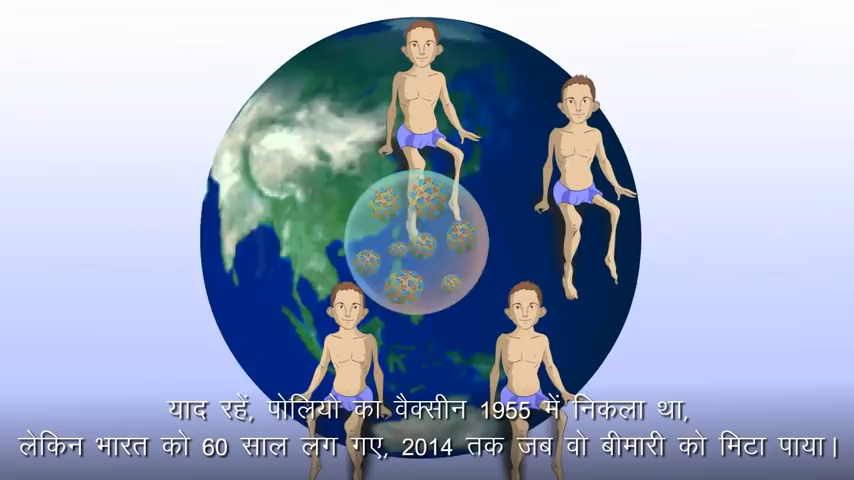 याद रहें, पोलियो का वैक्सीन 1955 में निकला था,
लेकिन भारत को 60 साल लग गए, 2014 तक जब वो बीमारी को मिटा पाया।